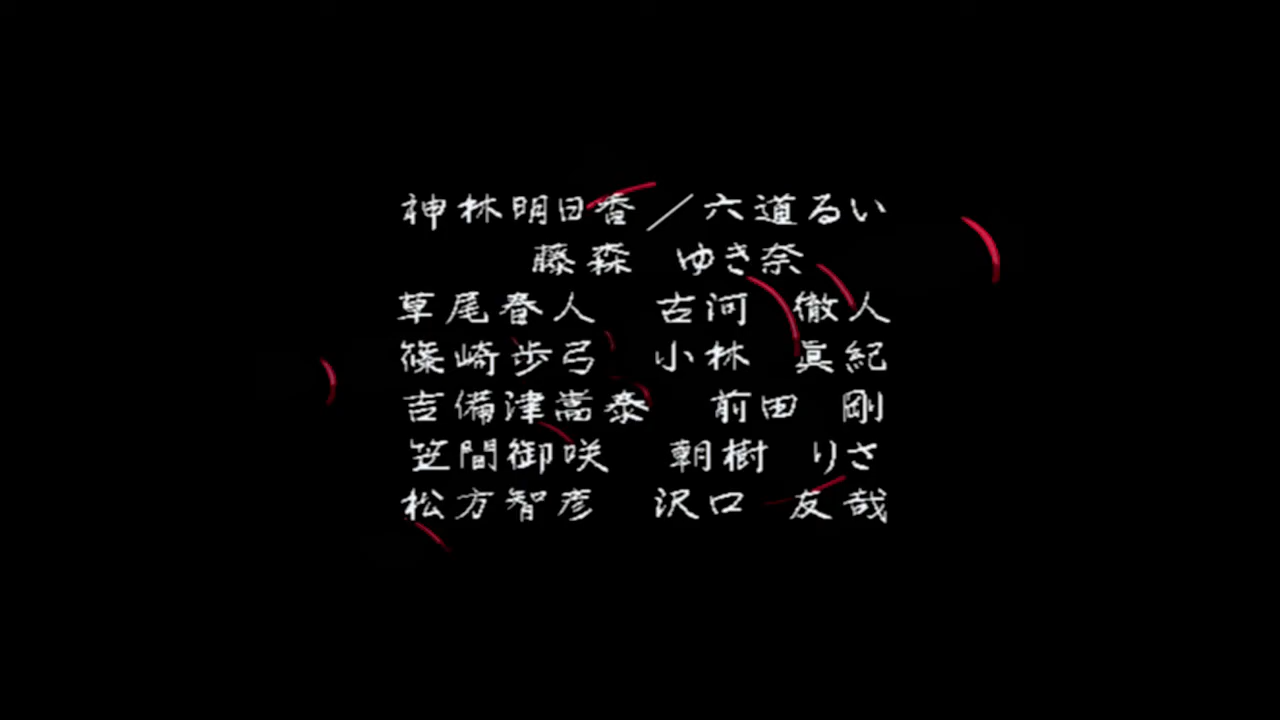 神林明日香／六道るい
藤森　ゆき奈
草尾春人　古河　徹人
篠崎歩弓　小林　眞紀
吉備津嵩泰　前田　剛
笠間御咲　朝樹　りさ
松方智彦　沢口　友哉